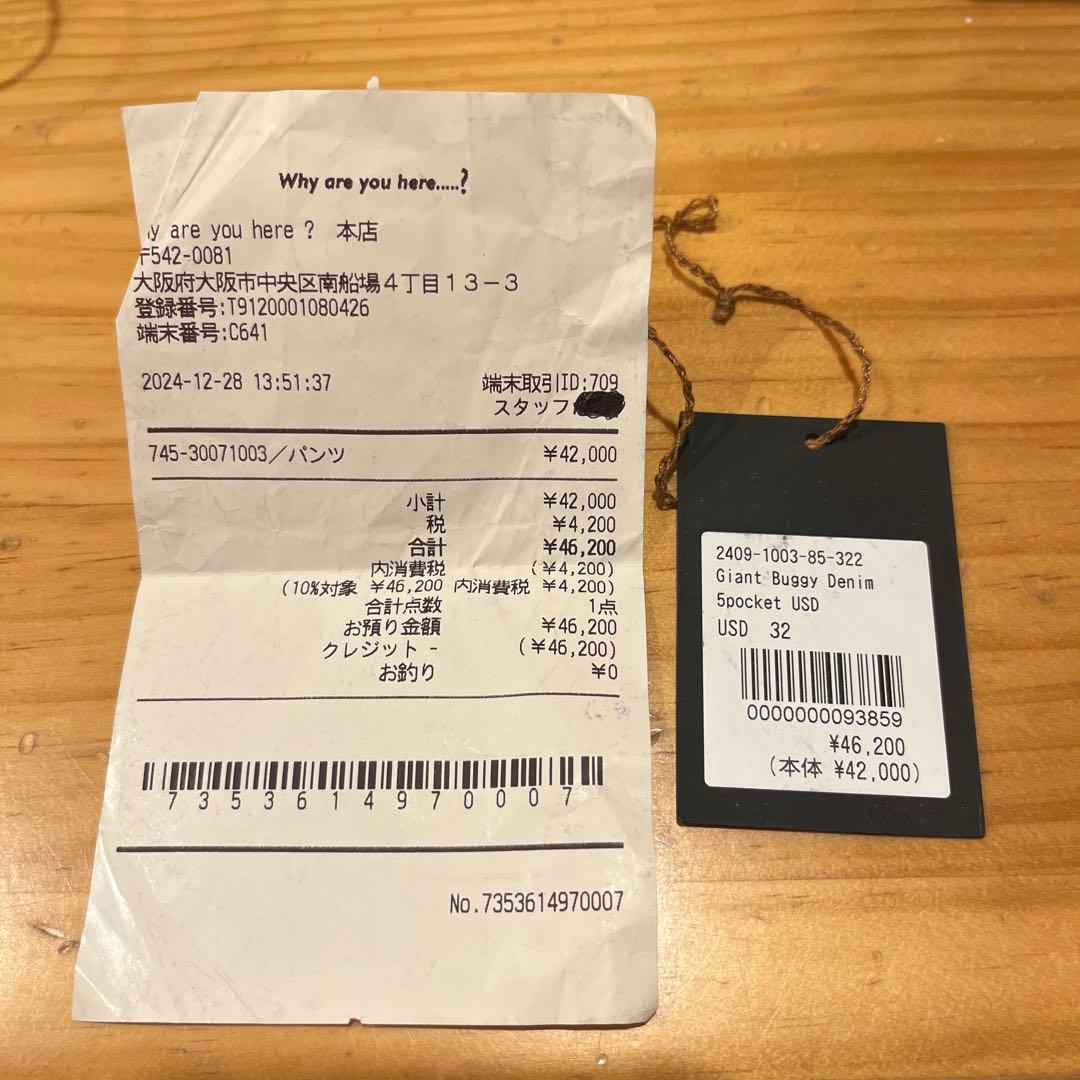 Why are you here.....?
are you here ? 本店
〒542-0081
大阪府大阪市中央区南船場４丁目１３－３
登録番号:T9120001080426
端末番号:C641
2024-12-28 13:51:37 端末取引ID:709
スタッフ
745-30071003／パンツ ¥42,000
小計 ¥42,000
税 ¥4,200
合計 ¥46,200
内消費税 (¥4,200)
(10%対象 ¥46,200 内消費税 ¥4,200)
合計点数 1点
お預り金額 ¥46,200
クレジット - (¥46,200)
お釣り ¥0
7353614970007
No.7353614970007
2409-1003-85-322
Giant Buggy Denim
5pocket USD
USD 32
0000000093859
¥46,200
(本体 ¥42,000)